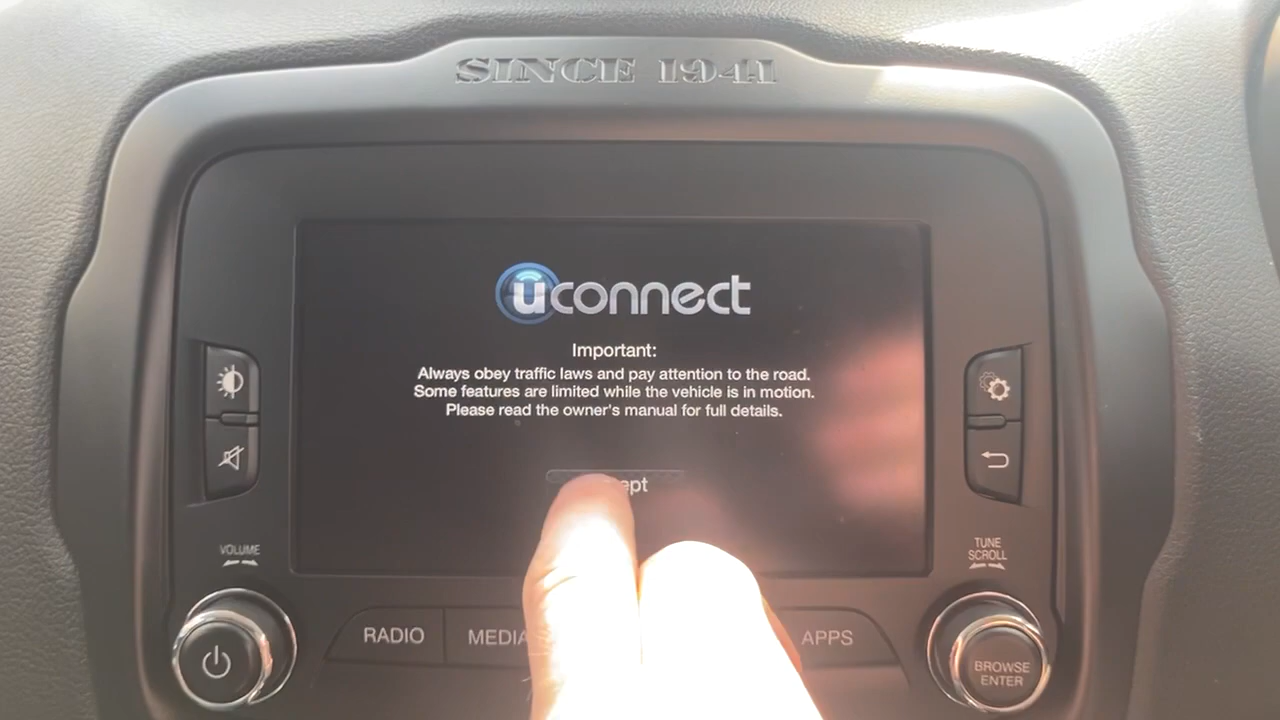 SINCE 1941
uconnect
Important:
Always obey traffic laws and pay attention to the road.
Some features are limited while the vehicle is in motion.
Please read the owner's manual for full details.
VOLUME
TUNE
SCROLL
RADIO
MEDIA
APPS
BROWSE
ENTER